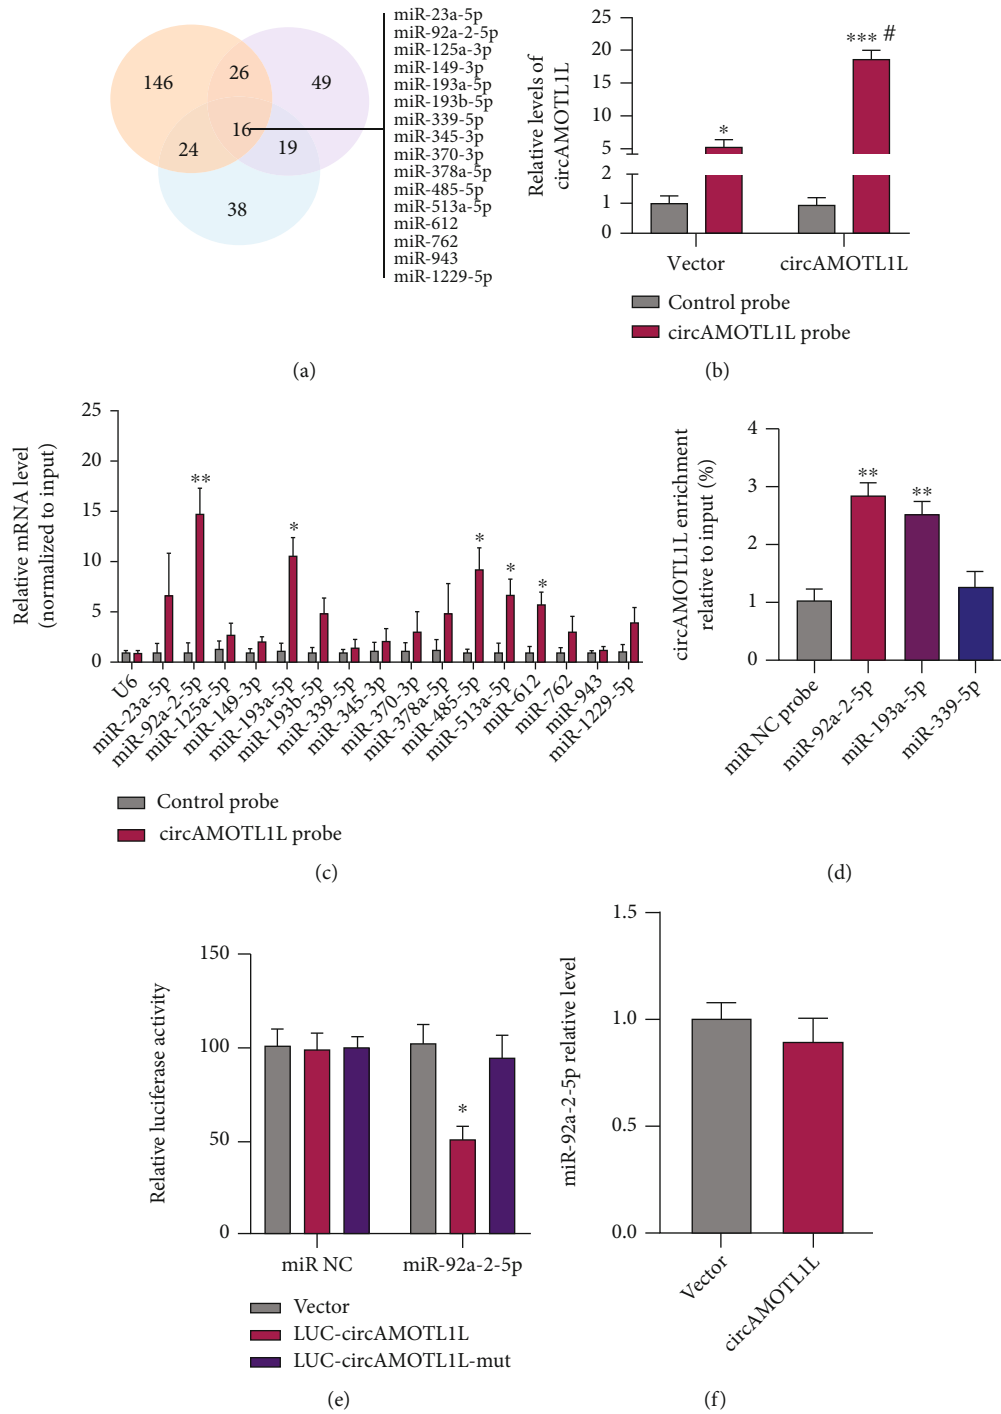 146
26
49
16
24
19
38
miR-23a-5p
miR-92a-2-5p
miR-125a-3p
miR-149-3p
miR-193a-5p
miR-193b-5p
miR-339-5p
miR-345-3p
miR-370-3p
miR-378a-5p
miR-485-5p
miR-513a-5p
miR-612
miR-762
miR-943
miR-1229-5p
(a)
Relative levels of
circAMOTL1L
25
20
15
10
5
2
1
0
*
*** #
Vector
circAMOTL1L
Control probe
circAMOTL1L probe
(b)
Relative mRNA level
(normalized to input)
25
20
15
10
5
0
**
*
*
*
*
U6
miR-23a-5p
miR-92a-2-5p
miR-125a-5p
miR-149-3p
miR-193a-5p
miR-193b-5p
miR-339-5p
miR-345-3p
miR-370-3p
miR-378a-5p
miR-485-5p
miR-513a-5p
miR-612
miR-762
miR-943
miR-1229-5p
Control probe
circAMOTL1L probe
(c)
circAMOTL1L enrichment
relative to input (%)
4
3
2
1
0
**
**
miR NC probe
miR-92a-2-5p
miR-193a-5p
miR-339-5p
(d)
Relative luciferase activity
150
100
50
0
*
miR NC
miR-92a-2-5p
Vector
LUC-circAMOTL1L
LUC-circAMOTL1L-mut
(e)
miR-92a-2-5p relative level
1.5
1.0
0.5
0.0
Vector
circAMOTL1L
(f)